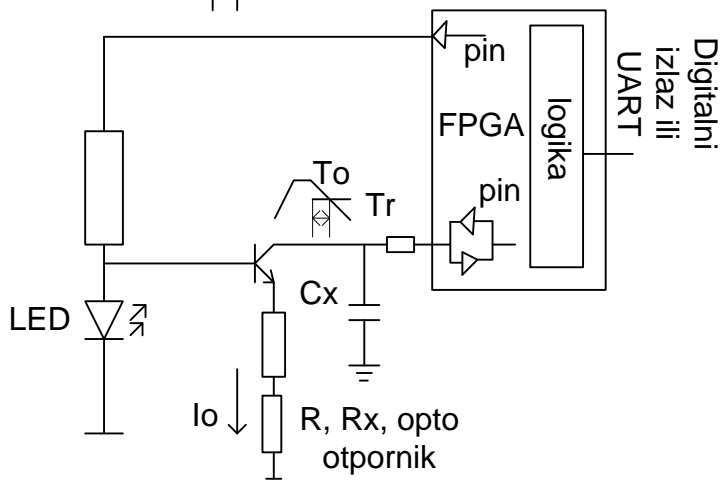 pin
Digitalni
izlaz ili
UART
FPGA
logika
To
Tr
pin
Cx
LED
Io
R, Rx, opto
otpornik